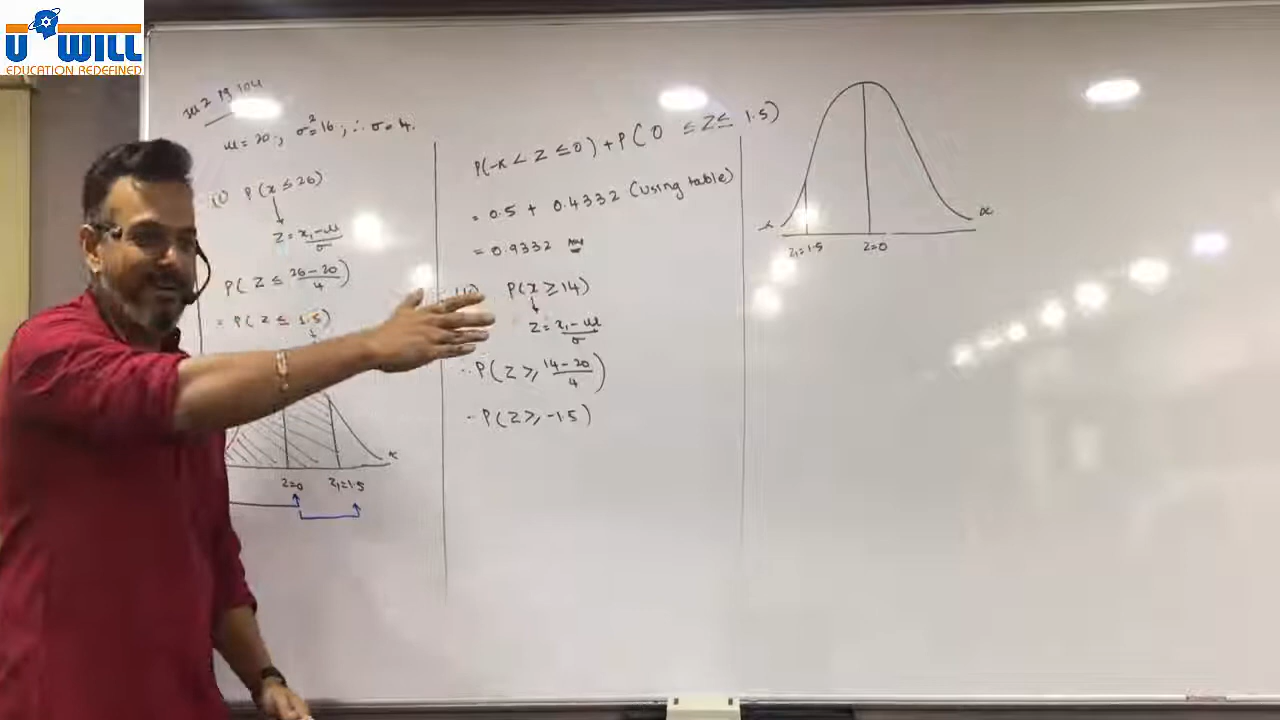 U WILL
EDUCATION REDEFINED
μ = 20 ; σ² = 16 ; ∴ σ = 4.
P(x ≤ 26)
Z = x₁ - μ / σ
P( Z ≤ 26 - 20 / 4 )
= P( Z ≤ 1.5)
Z=0 Z₁=1.5
P(-∝ < Z ≤ 0) + P( 0 ≤ Z ≤ 1.5)
= 0.5 + 0.4332 (using table)
= 0.9332
P(x ≥ 14)
Z = x₁ - μ / σ
∴ P( Z ≥, 14 - 20 / 4 )
∴ P( Z ≥, -1.5)
∝
Z₁=1.5 Z=0